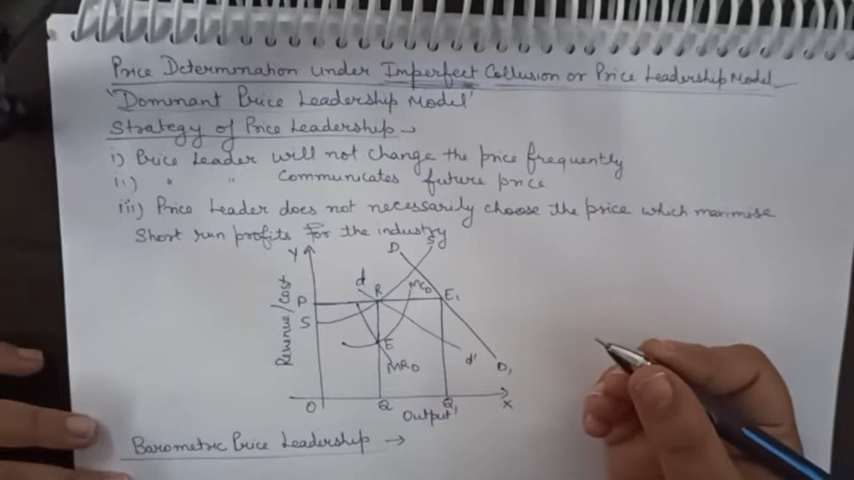 Price Determination under Imperfect Collusion or Price Leadership Model
'Dominant Price Leadership Model'
Strategy of Price Leadership →
i) Price Leader will not change the price frequently
ii) " " Communicates future price
iii) Price Leader does not necessarily choose the price which maximise
Short run profits for the industry
Y D S
d MCD
P R E1
S
Revenue/Cost
E
MRD d' D1
O Q Q1 X
Output
Barometric Price Leadership →